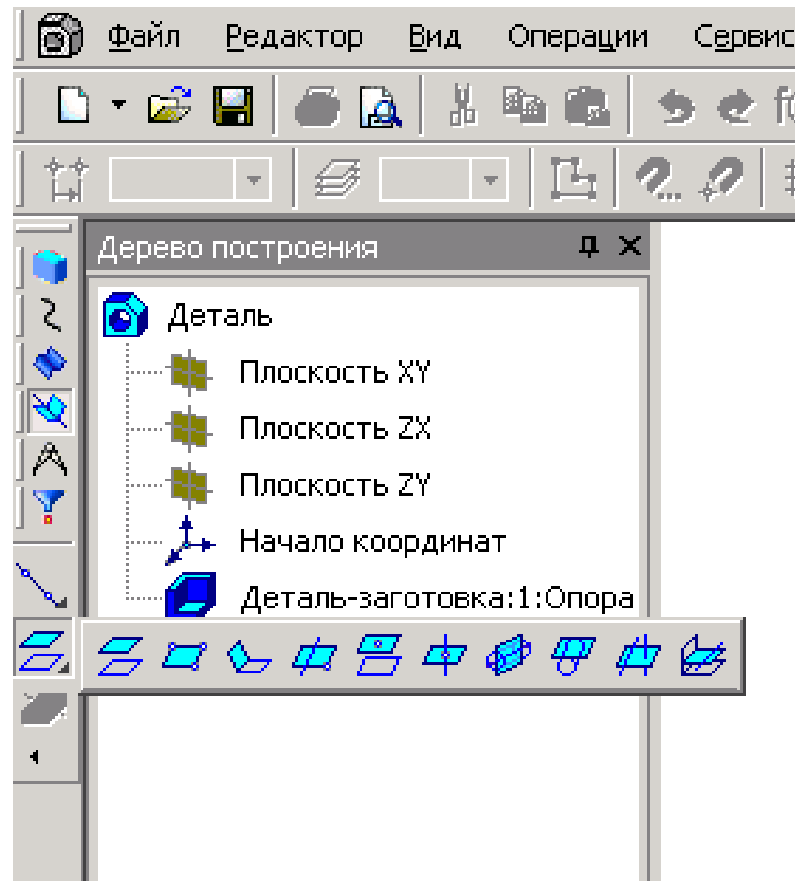 Файл Редактор Вид Операции Сервис
Дерево построения
Деталь
Плоскость XY
Плоскость ZX
Плоскость ZY
Начало координат
Деталь-заготовка:1:Опора